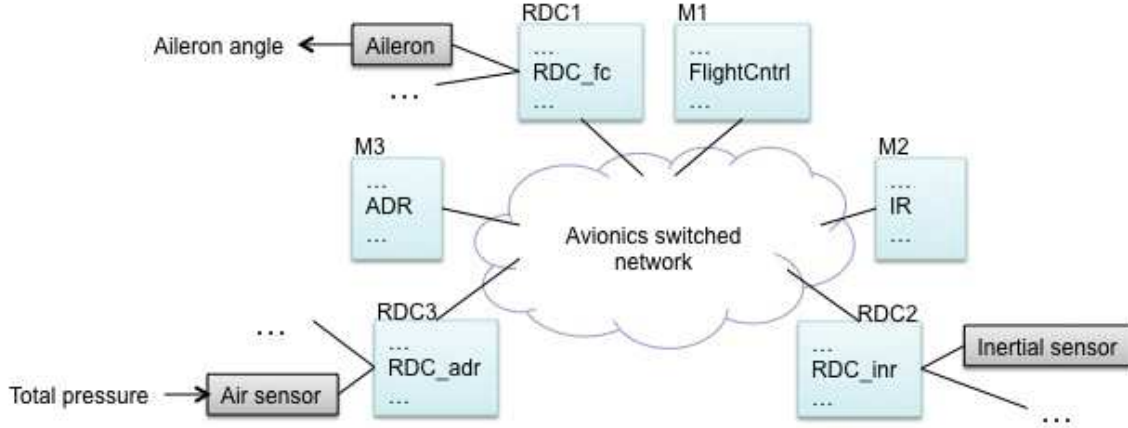 RDC1
M1
Aileron angle
Aileron
...
RDC_fc
...
...
FlightCntrl
...
...
M3
...
ADR
...
M2
...
IR
...
Avionics switched
network
RDC3
...
RDC_adr
...
...
Total pressure
Air sensor
RDC2
...
RDC_inr
...
Inertial sensor
...